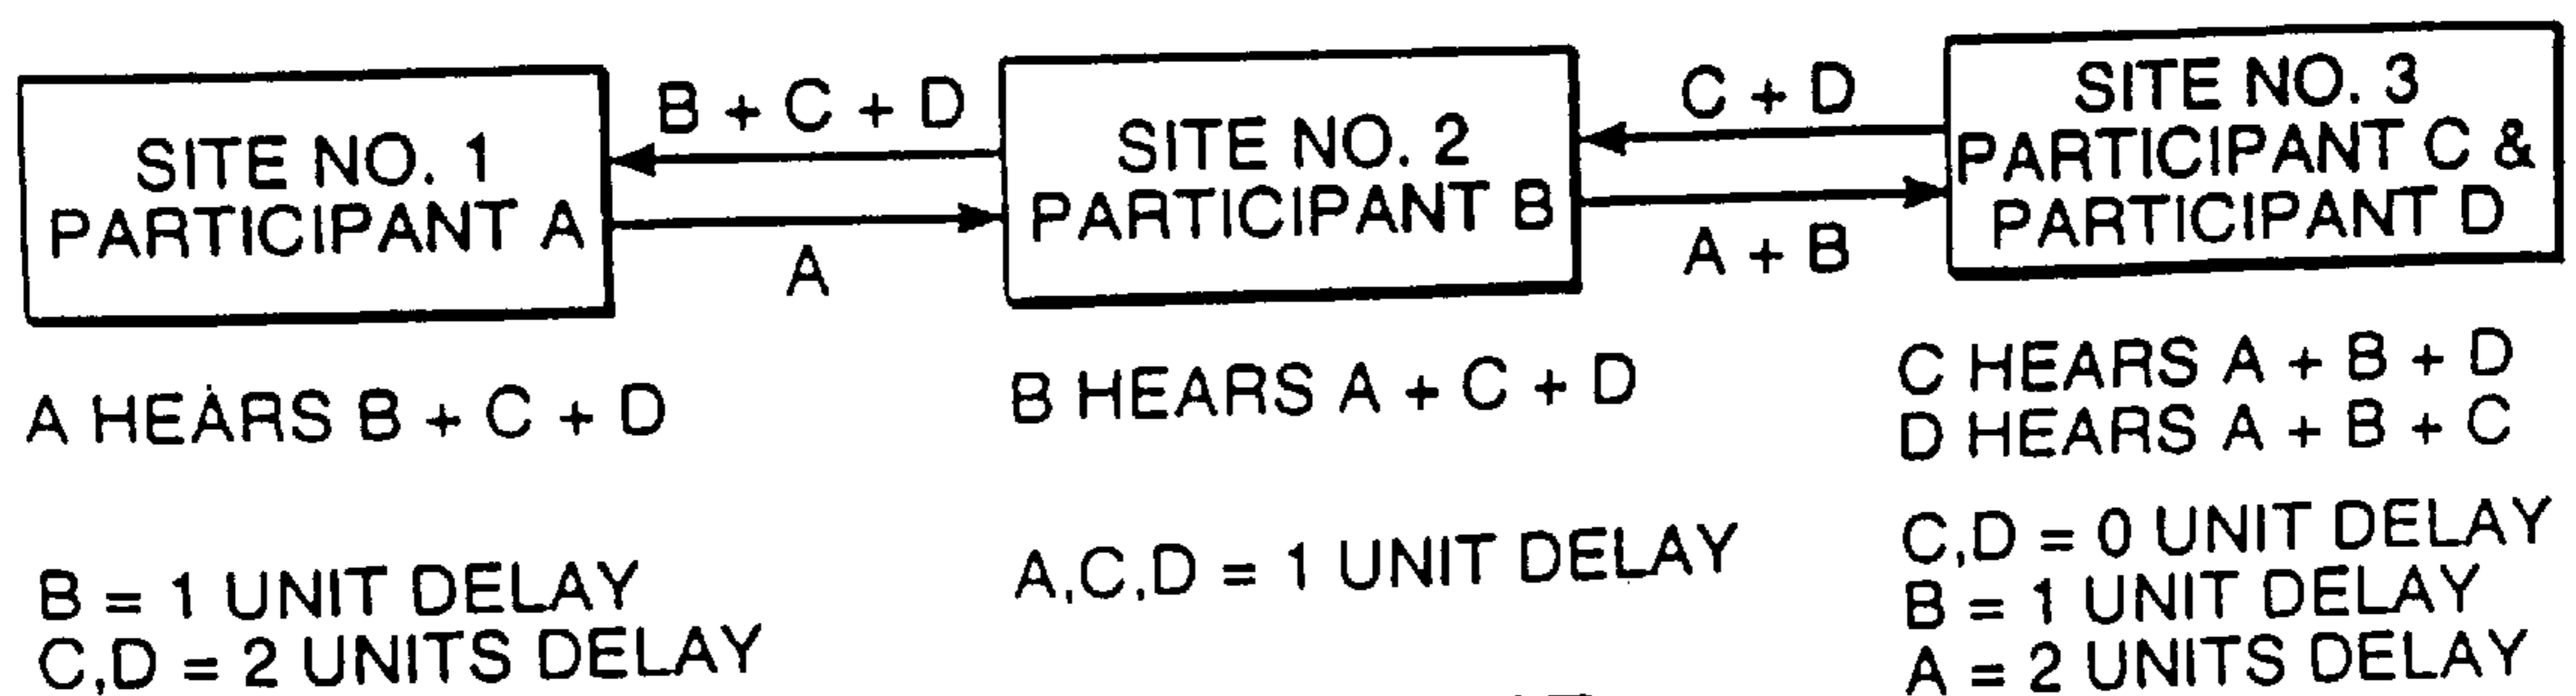 SITE NO. 1
PARTICIPANT A
B + C + D
A
SITE NO. 2
PARTICIPANT B
C + D
A + B
SITE NO. 3
PARTICIPANT C &
PARTICIPANT D
A HEARS B + C + D
B = 1 UNIT DELAY
C,D = 2 UNITS DELAY
B HEARS A + C + D
A,C,D = 1 UNIT DELAY
C HEARS A + B + D
D HEARS A + B + C
C,D = 0 UNIT DELAY
B = 1 UNIT DELAY
A = 2 UNITS DELAY